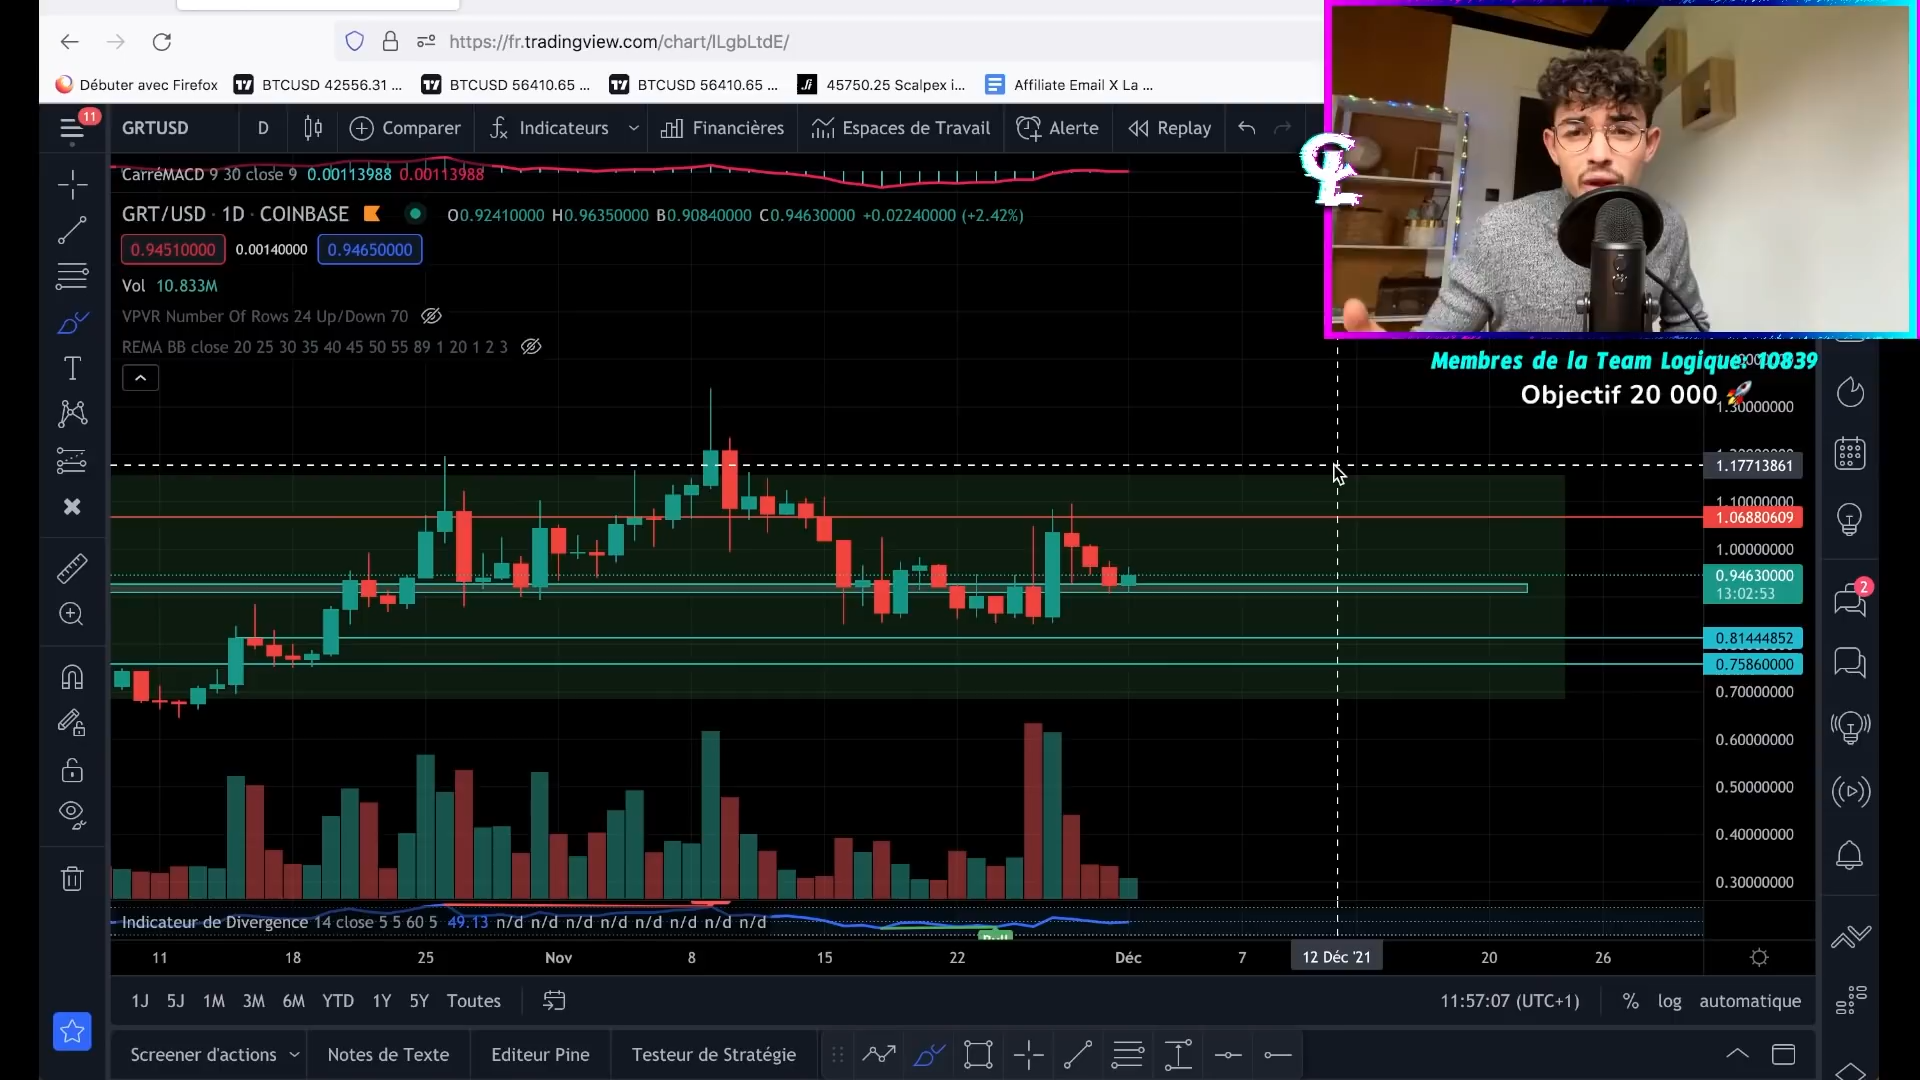 https://fr.tradingview.com/chart/lLgbLtdE/
Débuter avec Firefox
BTCUSD 42556.31 ...
BTCUSD 56410.65 ...
BTCUSD 56410.65 ...
45750.25 Scalpex i...
Affiliate Email X La ...
11
GRTUSD
D
Comparer
Indicateurs
Financières
Espaces de Travail
Alerte
Replay
CarréMACD 9 30 close 9 0.00113988 0.00113988
GRT/USD · 1D · COINBASE
O0.92410000 H0.96350000 B0.90840000 C0.94630000 +0.02240000 (+2.42%)
0.94510000
0.00140000
0.94650000
Vol 10.833M
VPVR Number Of Rows 24 Up/Down 70
REMA BB close 20 25 30 35 40 45 50 55 89 1 20 1 2 3
Membres de la Team Logique: 10839
Objectif 20 000 🚀
1.30000000
1.17713861
1.10000000
1.06880609
1.00000000
0.94630000
13:02:53
2
0.81444852
0.75860000
0.70000000
0.60000000
0.50000000
0.40000000
0.30000000
Indicateur de Divergence 14 close 5 5 60 5 49.13 n/d n/d n/d n/d n/d n/d n/d n/d
11
18
25
Nov
8
15
22
Déc
7
12 Déc '21
20
26
1J
5J
1M
3M
6M
YTD
1Y
5Y
Toutes
11:57:07 (UTC+1)
%
log
automatique
Screener d'actions
Notes de Texte
Editeur Pine
Testeur de Stratégie